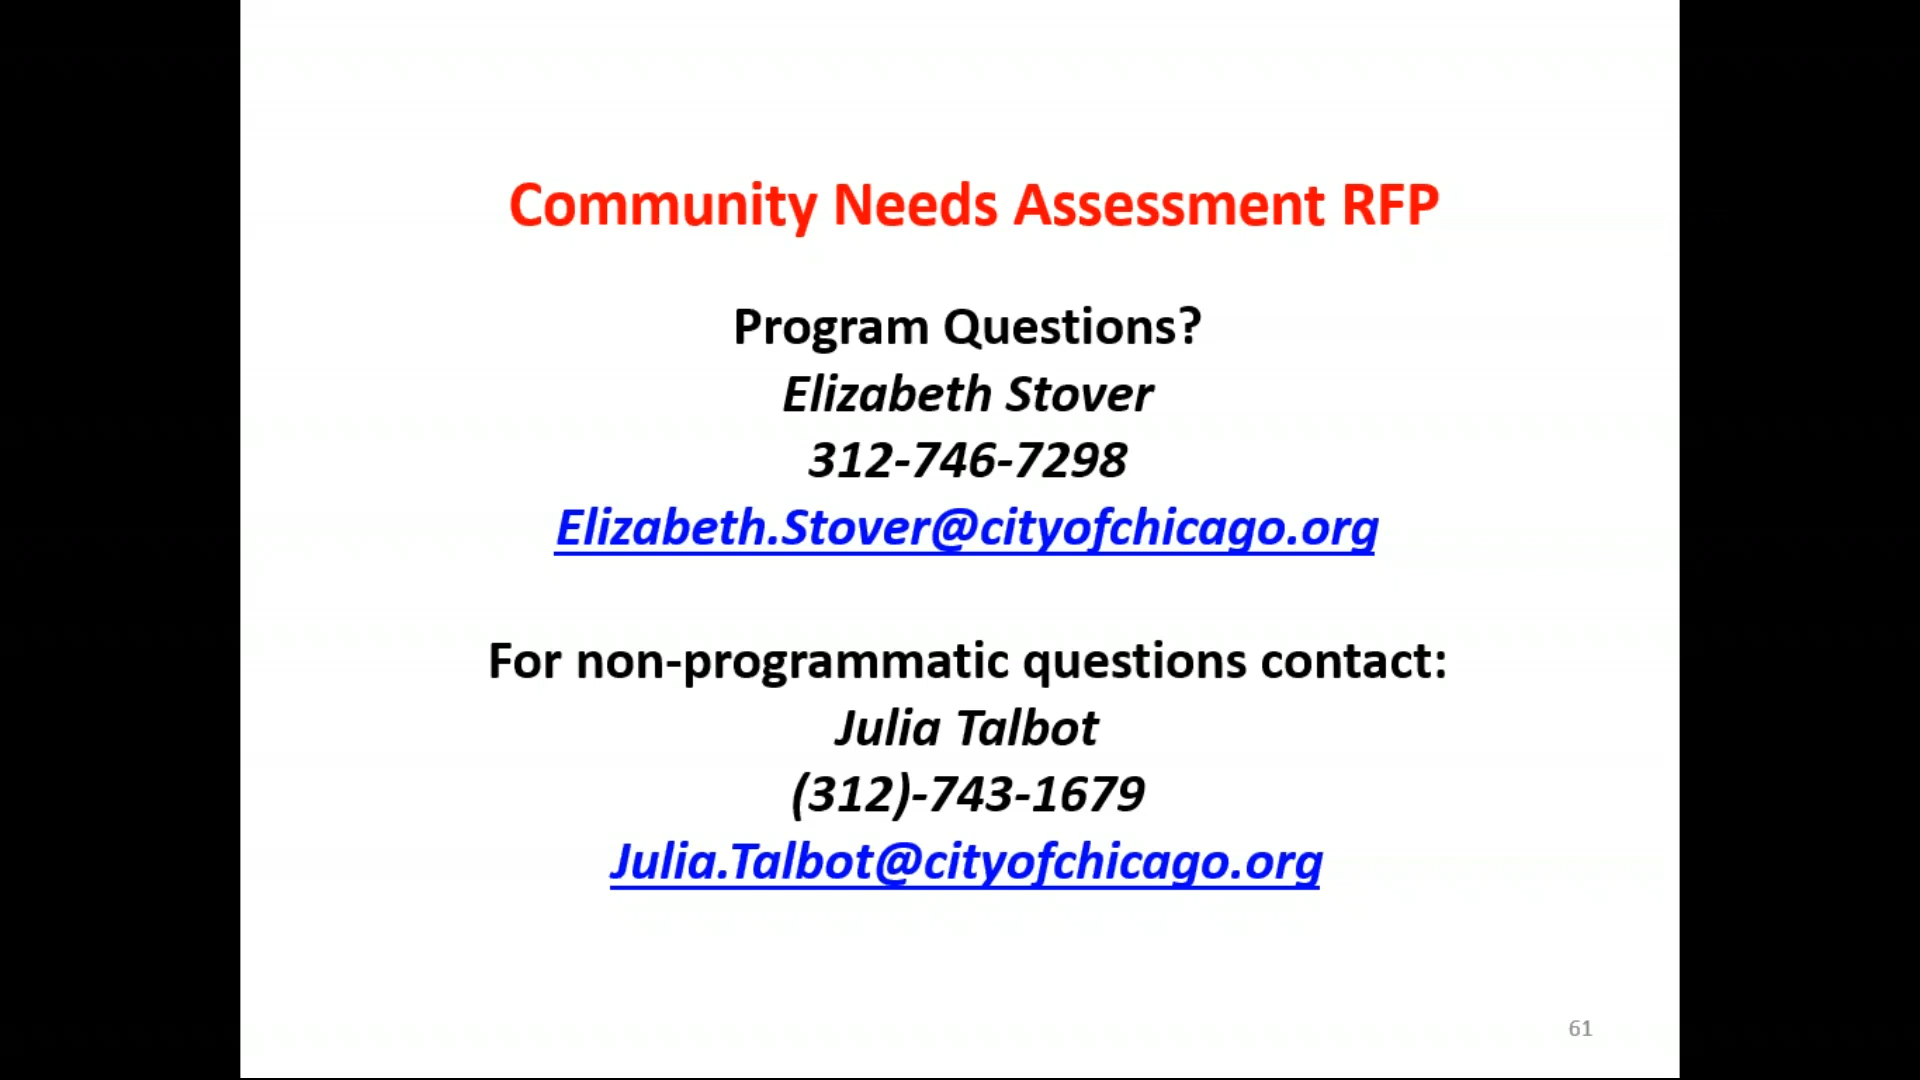 Community Needs Assessment RFP
Program Questions?
Elizabeth Stover
312-746-7298
Elizabeth.Stover@cityofchicago.org
For non-programmatic questions contact:
Julia Talbot
(312)-743-1679
Julia.Talbot@cityofchicago.org
61